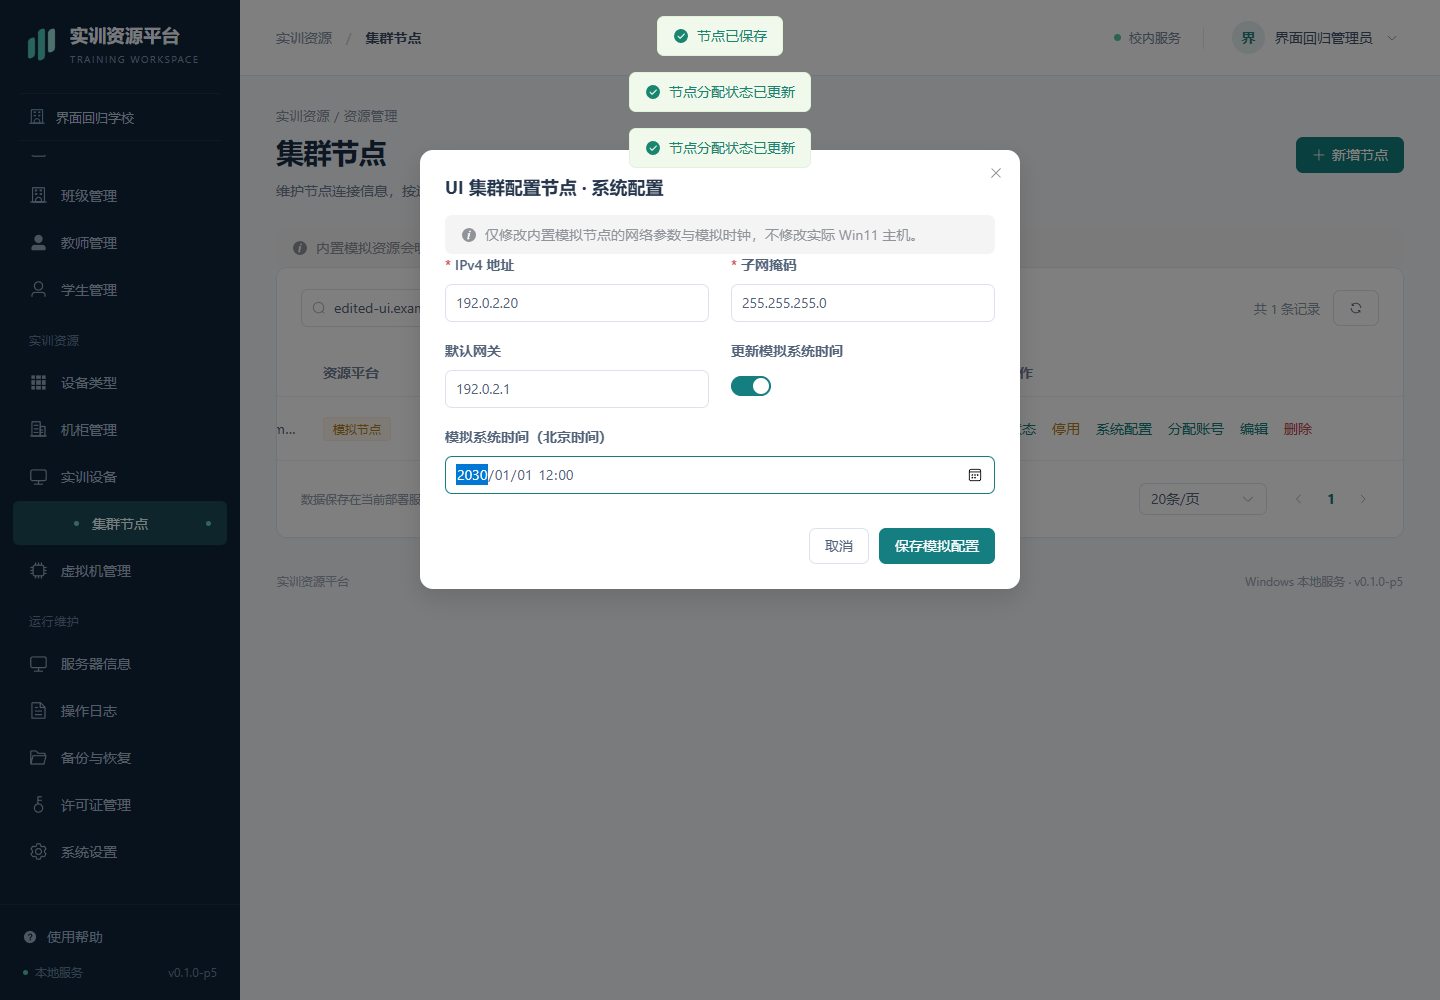 实训资源平台
TRAINING WORKSPACE
界面回归学校
班级管理
教师管理
学生管理
实训资源
设备类型
机柜管理
实训设备
集群节点
虚拟机管理
运行维护
服务器信息
操作日志
备份与恢复
许可证管理
系统设置
使用帮助
本地服务 v0.1.0-p5
实训资源 / 集群节点
校内服务
界 界面回归管理员
节点已保存
节点分配状态已更新
节点分配状态已更新
实训资源 / 资源管理
集群节点
新增节点
维护节点连接信息，按
内置模拟资源会
edited-ui.exam
共 1 条记录
资源平台
作
m...
模拟节点
态 停用 系统配置 分配账号 编辑 删除
数据保存在当前部署服
20条/页
1
实训资源平台
Windows 本地服务 · v0.1.0-p5
UI 集群配置节点 · 系统配置
仅修改内置模拟节点的网络参数与模拟时钟，不修改实际 Win11 主机。
* IPv4 地址
192.0.2.20
* 子网掩码
255.255.255.0
默认网关
192.0.2.1
更新模拟系统时间
模拟系统时间（北京时间）
2030/01/01 12:00
取消
保存模拟配置